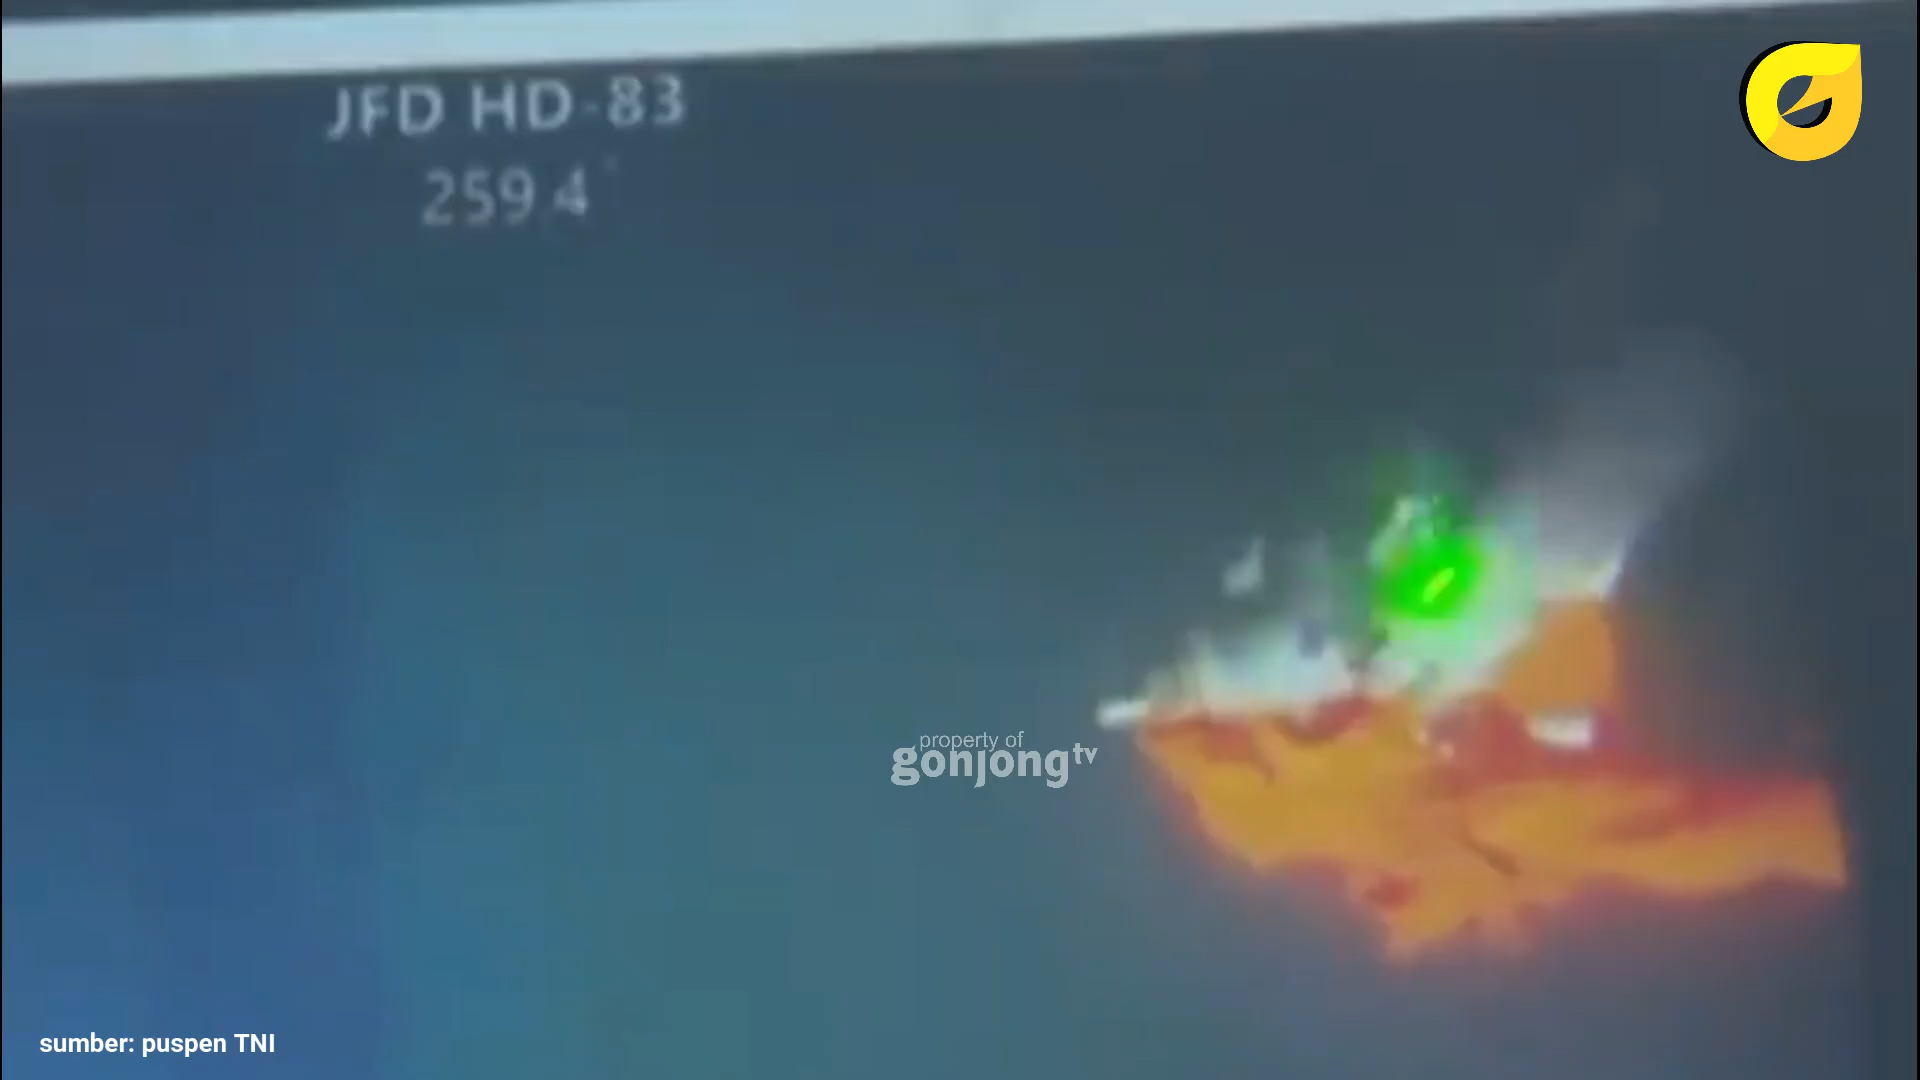 JFD HD-83
259.4°
property of
gonjong tv
sumber: puspen TNI